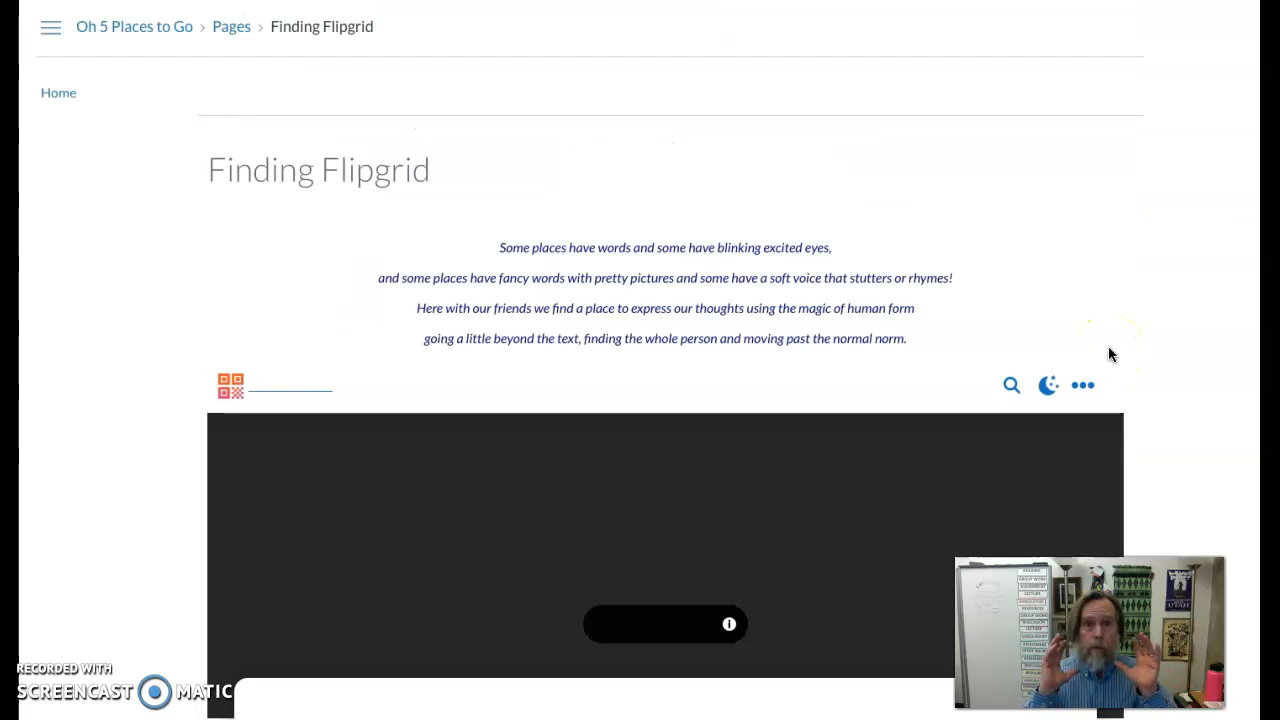 Oh 5 Places to Go › Pages › Finding Flipgrid
Home
Finding Flipgrid
Some places have words and some have blinking excited eyes,
and some places have fancy words with pretty pictures and some have a soft voice that stutters or rhymes!
Here with our friends we find a place to express our thoughts using the magic of human form
going a little beyond the text, finding the whole person and moving past the normal norm.
RECORDED WITH
SCREENCAST MATIC
UTAH